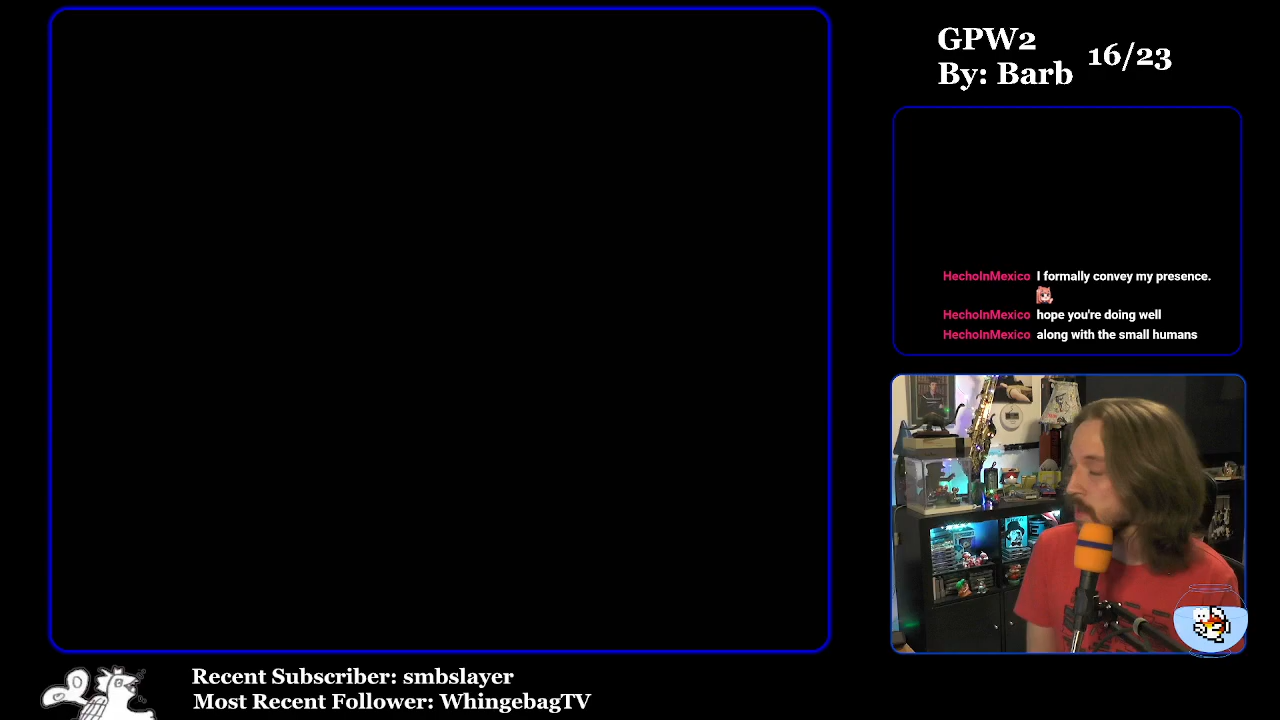 GPW2
By: Barb
16/23
HechoInMexico I formally convey my presence.
HechoInMexico hope you're doing well
HechoInMexico along with the small humans
Recent Subscriber: smbslayer
Most Recent Follower: WhingebagTV